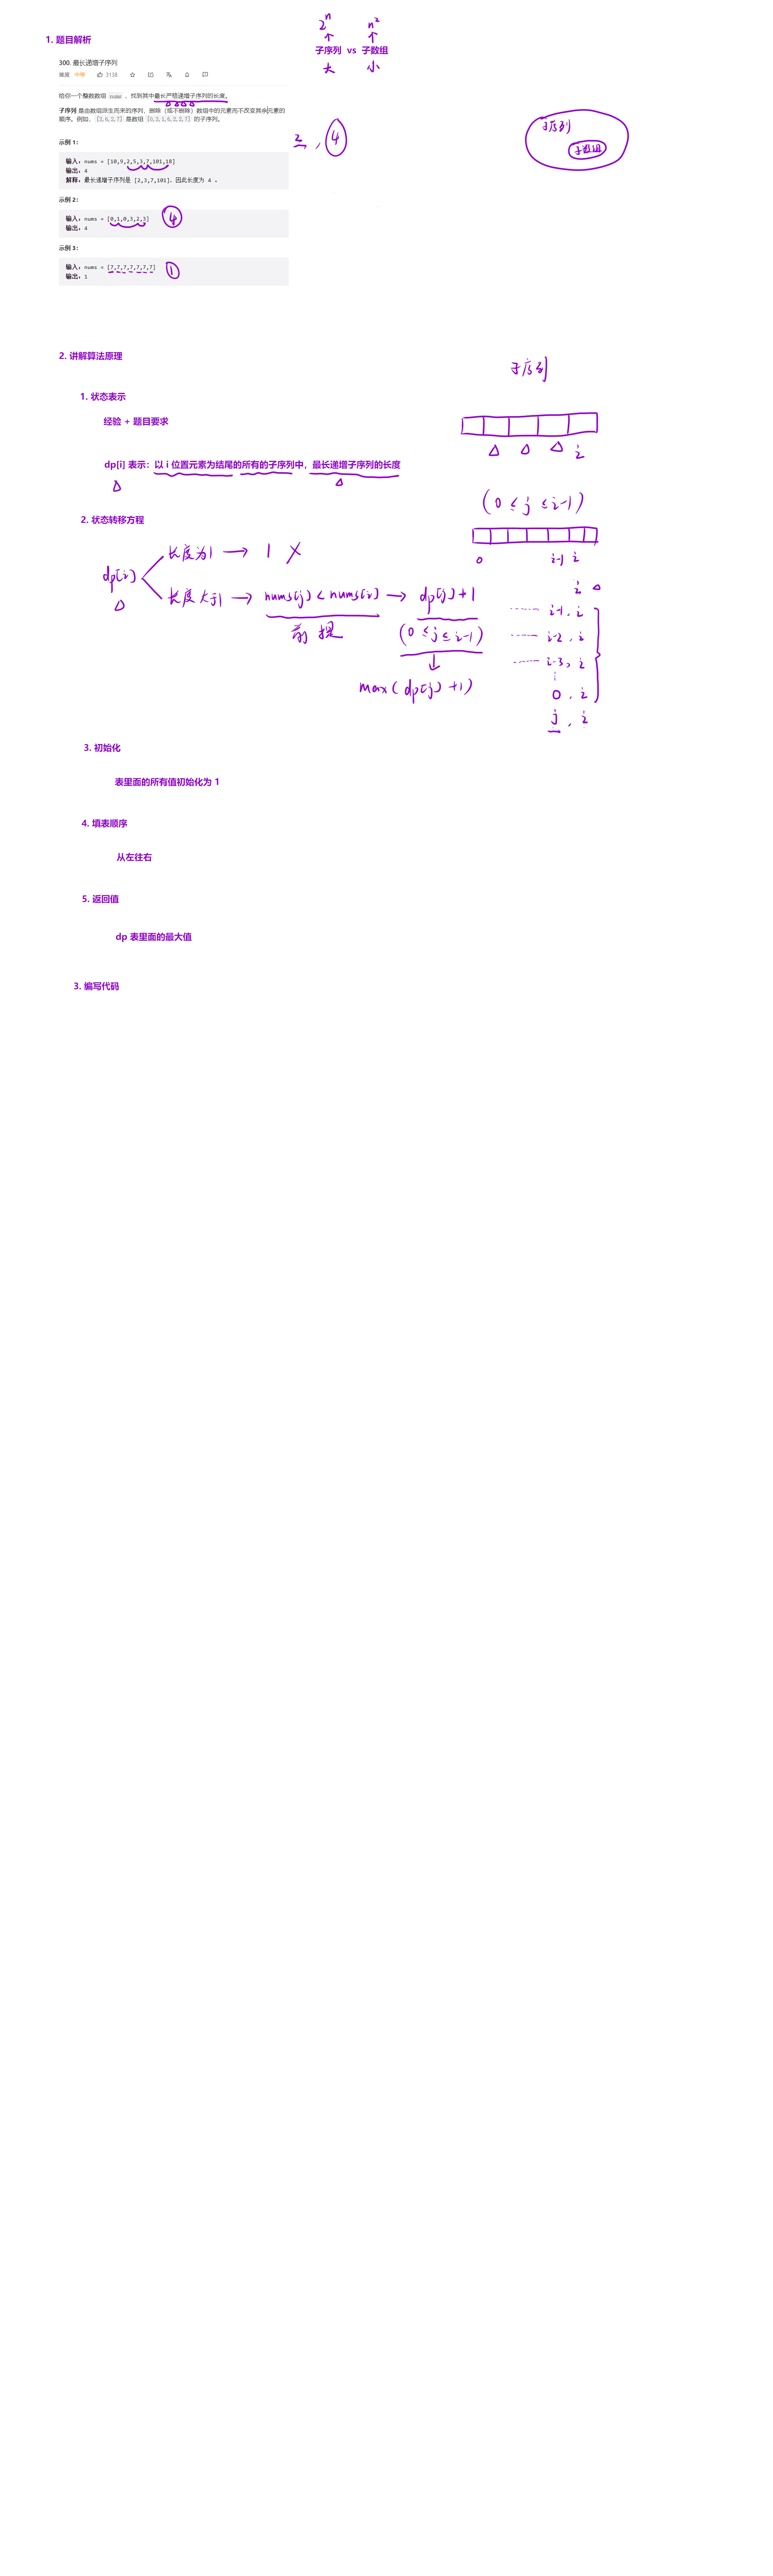 1. 题目解析
2^n n^2
子序列 vs 子数组
大 小
300. 最长递增子序列
难度 中等 3138
给你一个整数数组 nums ，找到其中最长严格递增子序列的长度。
子序列 是由数组派生而来的序列，删除（或不删除）数组中的元素而不改变其余元素的
顺序。例如，[3,6,2,7] 是数组 [0,3,1,6,2,2,7] 的子序列。
子序列
子数组
, 4
示例 1：
输入：nums = [10,9,2,5,3,7,101,18]
输出：4
解释：最长递增子序列是 [2,3,7,101]，因此长度为 4 。
示例 2：
输入：nums = [0,1,0,3,2,3]
4
输出：4
示例 3：
输入：nums = [7,7,7,7,7,7,7]
1
输出：1
2. 讲解算法原理
子序列
1. 状态表示
经验 + 题目要求
i
dp[i] 表示：以 i 位置元素为结尾的所有的子序列中，最长递增子序列的长度
(0 ≤ j ≤ i-1)
2. 状态转移方程
0 i-1 i
dp[i]
长度为1 → 1 X
长度大于1 → nums[j] < nums[i] → dp[j]+1
前提
(0 ≤ j ≤ i-1)
max(dp[j]+1)
i
...... i-1, i
...... i-2, i
...... i-3, i
⋮
0, i
j, i
3. 初始化
表里面的所有值初始化为 1
4. 填表顺序
从左往右
5. 返回值
dp 表里面的最大值
3. 编写代码